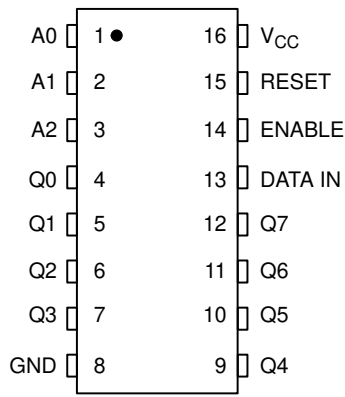 A0 1 16 VCC
A1 2 15 RESET
A2 3 14 ENABLE
Q0 4 13 DATA IN
Q1 5 12 Q7
Q2 6 11 Q6
Q3 7 10 Q5
GND 8 9 Q4